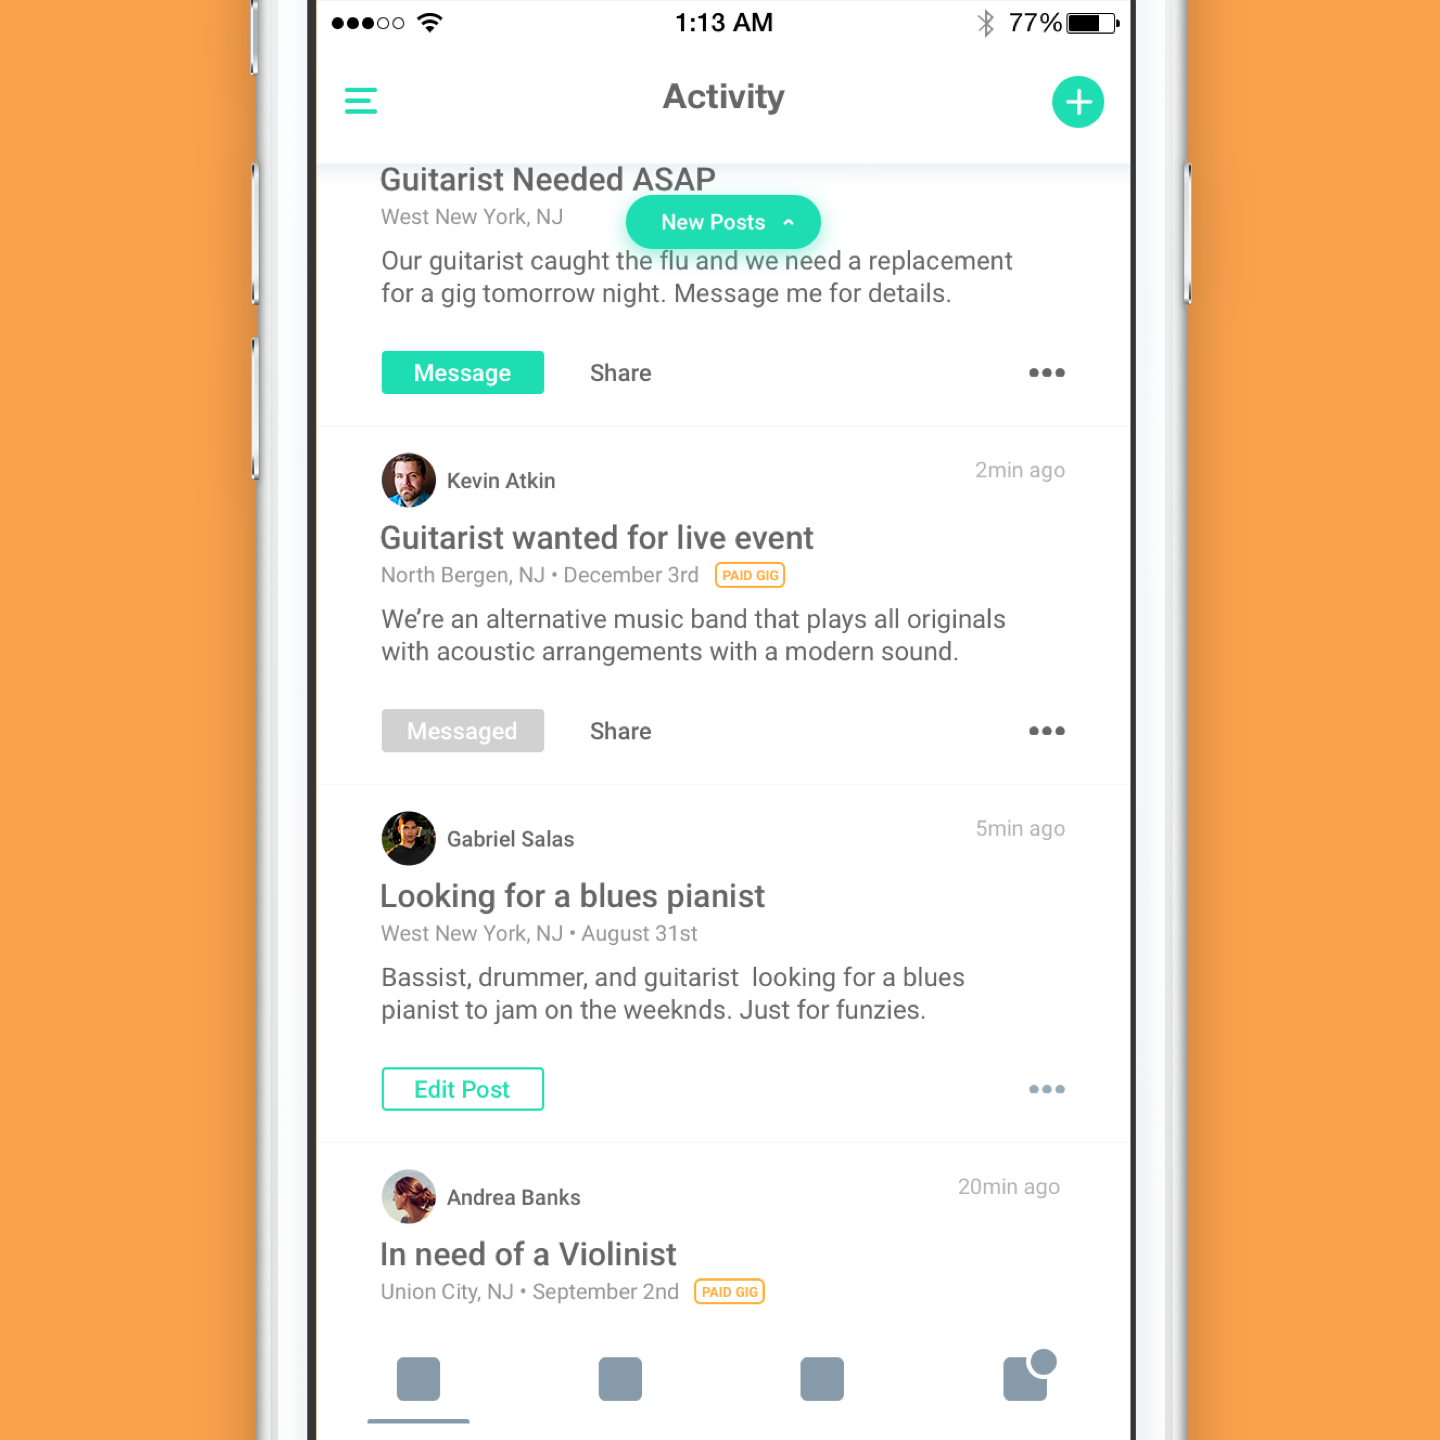 1:13 AM
77%
Activity
Guitarist Needed ASAP
West New York, NJ
New Posts
Our guitarist caught the flu and we need a replacement
for a gig tomorrow night. Message me for details.
Message
Share
Kevin Atkin
2min ago
Guitarist wanted for live event
North Bergen, NJ • December 3rd PAID GIG
We’re an alternative music band that plays all originals
with acoustic arrangements with a modern sound.
Messaged
Share
Gabriel Salas
5min ago
Looking for a blues pianist
West New York, NJ • August 31st
Bassist, drummer, and guitarist  looking for a blues
pianist to jam on the weeknds. Just for funzies.
Edit Post
Andrea Banks
20min ago
In need of a Violinist
Union City, NJ • September 2nd PAID GIG